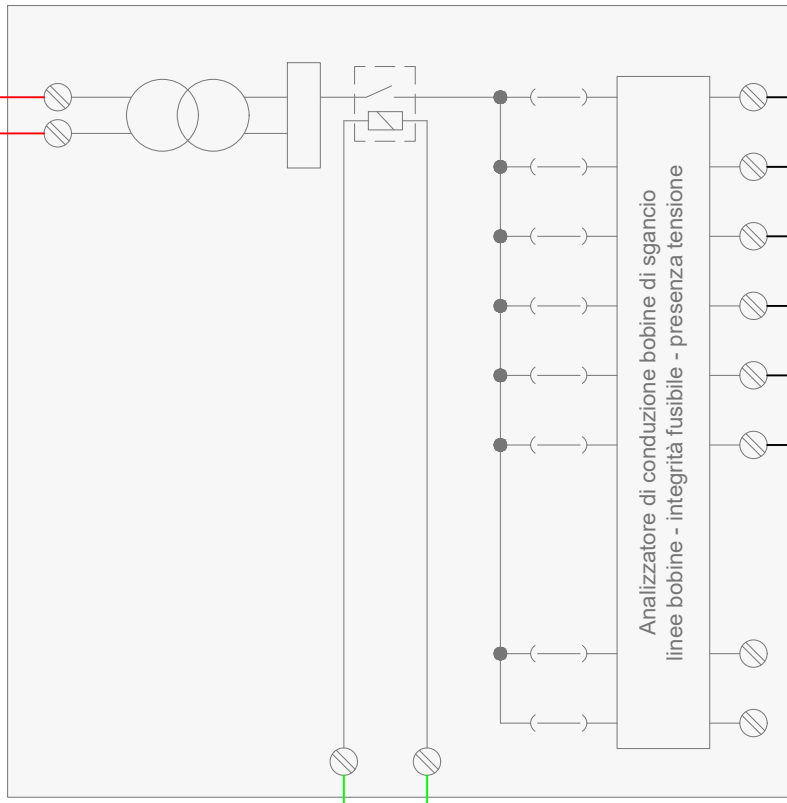 Analizzatore di conduzione bobine di sgancio
linee bobine - integrità fusibile - presenza tensione